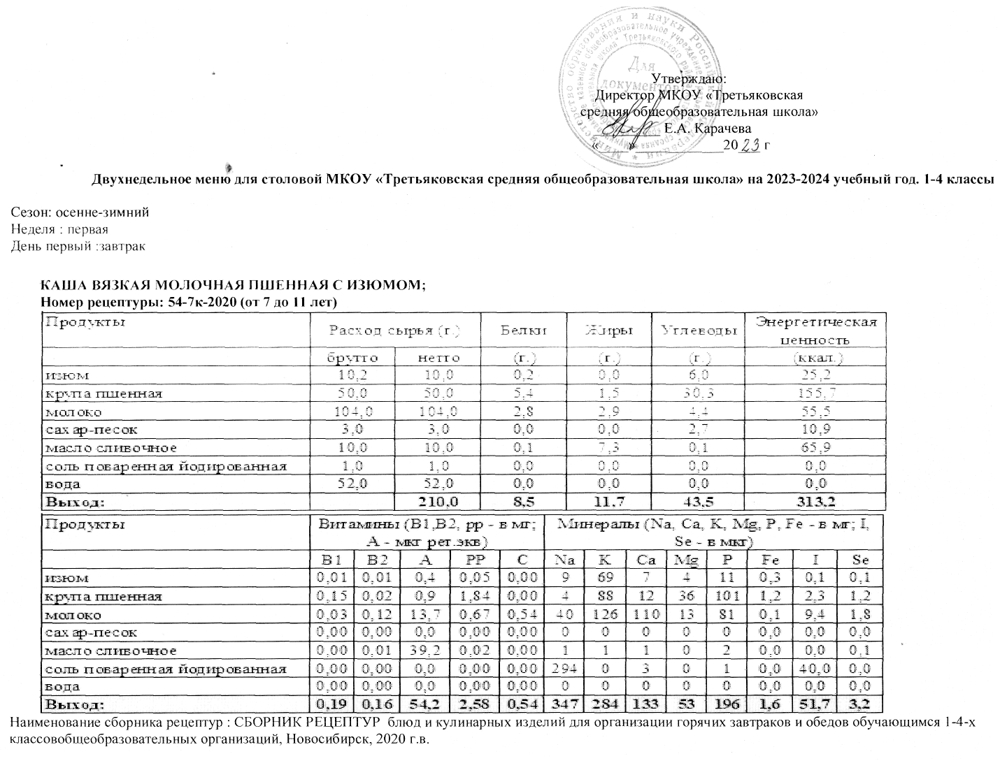 Для
документов
Утверждаю:
Директор МКОУ «Третьяковская
средняя общеобразовательная школа»
__________ Е.А. Карачева
«____»____________2023 г
Двухнедельное меню для столовой МКОУ «Третьяковская средняя общеобразовательная школа» на 2023-2024 учебный год. 1-4 классы
Сезон: осенне-зимний
Неделя : первая
День первый :завтрак
КАША ВЯЗКАЯ МОЛОЧНАЯ ПШЕННАЯ С ИЗЮМОМ;
Номер рецептуры: 54-7к-2020 (от 7 до 11 лет)
Продукты Расход сырья (г.) Белки Жиры Углеводы Энергетическая ценность
брутто нетто (г.) (г.) (г.) (ккал.)
изюм 10,2 10,0 0,2 0,0 6,0 25,2
крупа пшенная 50,0 50,0 5,4 1,5 30,3 155,7
молоко 104,0 104,0 2,8 2,9 4,4 55,5
сахар-песок 3,0 3,0 0,0 0,0 2,7 10,9
масло сливочное 10,0 10,0 0,1 7,3 0,1 65,9
соль поваренная йодированная 1,0 1,0 0,0 0,0 0,0 0,0
вода 52,0 52,0 0,0 0,0 0,0 0,0
Выход: 210,0 8,5 11,7 43,5 313,2
Продукты Витамины (B1,B2, pp - в мг; А - мкг рет.экв) Минералы (Na, Ca, K, Mg, P, Fe - в мг; I, Se - в мкг)
B1 B2 A PP C Na K Ca Mg P Fe I Se
изюм 0,01 0,01 0,4 0,05 0,00 9 69 7 4 11 0,3 0,1 0,1
крупа пшенная 0,15 0,02 0,9 1,84 0,00 4 88 12 36 101 1,2 2,3 1,2
молоко 0,03 0,12 13,7 0,67 0,54 40 126 110 13 81 0,1 9,4 1,8
сахар-песок 0,00 0,00 0,0 0,00 0,00 0 0 0 0 0 0,0 0,0 0,0
масло сливочное 0,00 0,01 39,2 0,02 0,00 1 1 1 0 2 0,0 0,0 0,1
соль поваренная йодированная 0,00 0,00 0,0 0,00 0,00 294 0 3 0 1 0,0 40,0 0,0
вода 0,00 0,00 0,0 0,00 0,00 0 0 0 0 0 0,0 0,0 0,0
Выход: 0,19 0,16 54,2 2,58 0,54 347 284 133 53 196 1,6 51,7 3,2
Наименование сборника рецептур : СБОРНИК РЕЦЕПТУР блюд и кулинарных изделий для организации горячих завтраков и обедов обучающимся 1-4-х
классовобщеобразовательных организаций, Новосибирск, 2020 г.в.